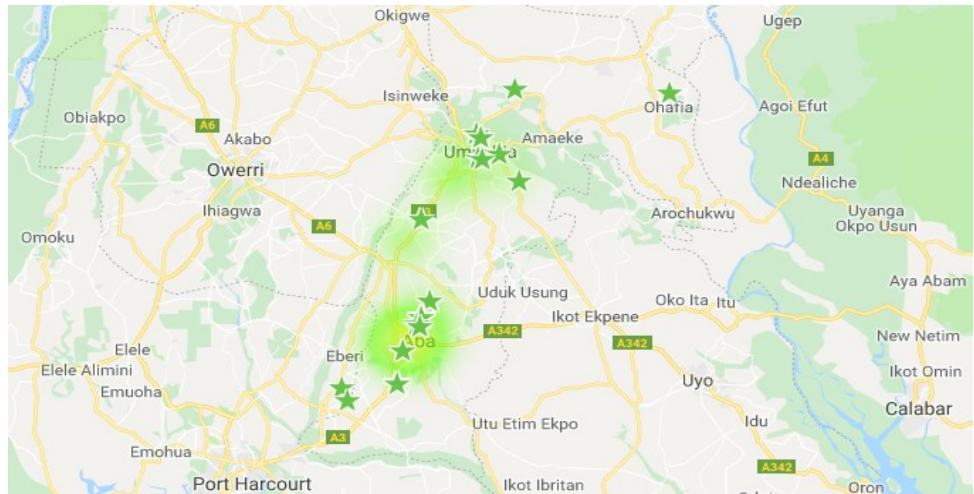 Okigwe
Ugep
Isinweke
Ohafia
Obiakpo
Agoi Efut
A6
Akabo
Amaeke
A4
Owerri
Ndealiche
Ihiagwa
Arochukwu
Uyanga
Okpo Usun
A6
Omoku
Aya Abam
Uduk Usung
Oko Ita
Itu
Ikot Ekpene
A342
New Netim
Aba
A342
Elele
Eberi
Elele Alimini
Ikot Omin
Uyo
Emuoha
Calabar
Utu Etim Ekpo
Idu
A3
Emohua
A342
Port Harcourt
Ikot Ibritan
Oron